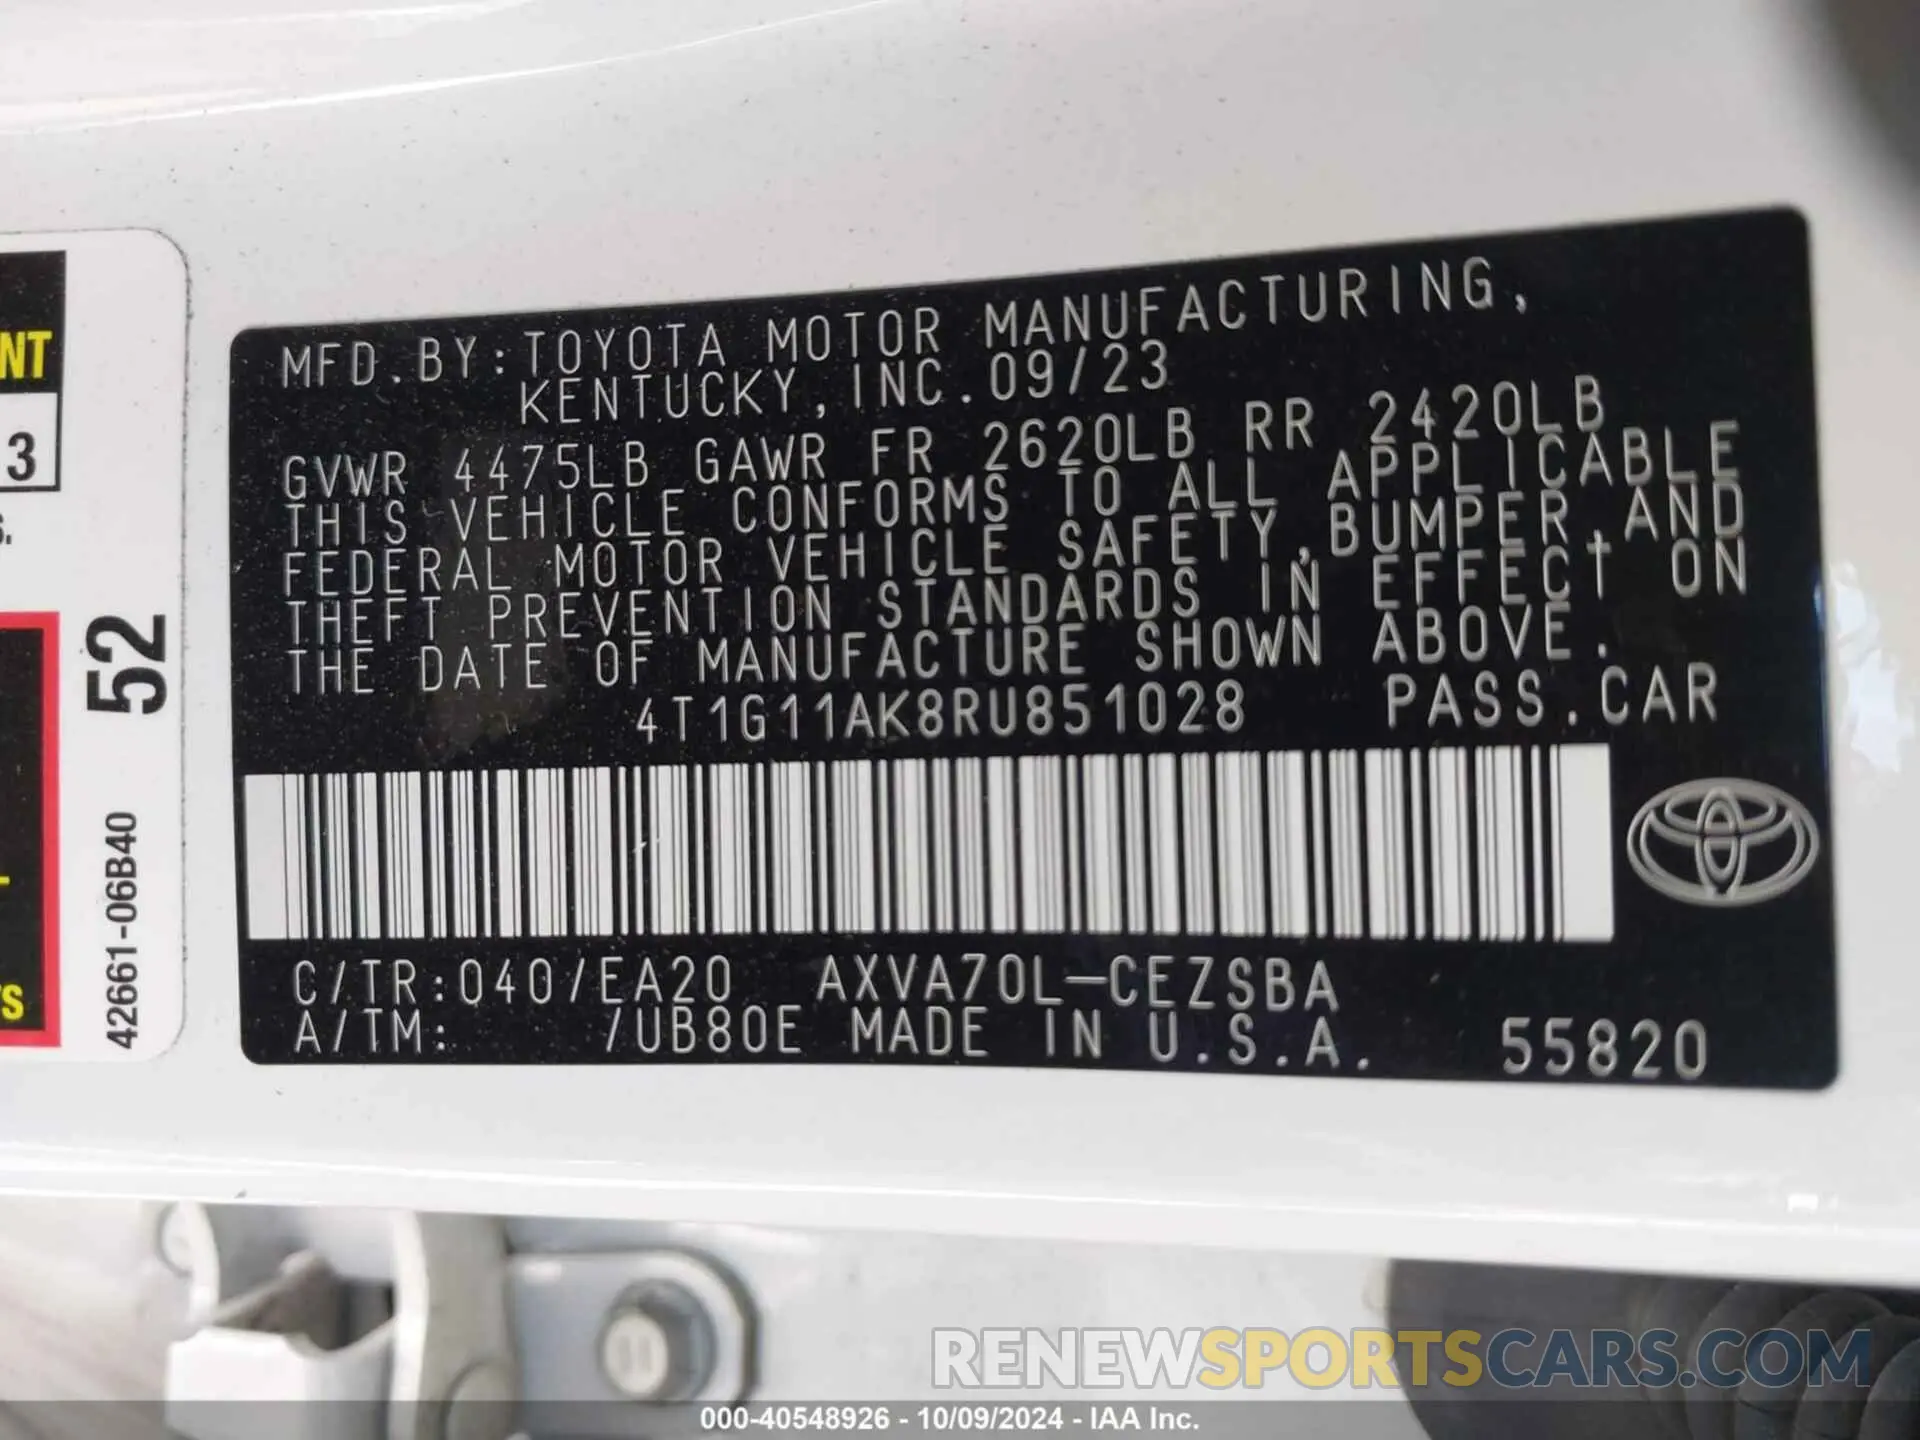 NT
3
S.
52
42661-06B40
TS
MFD.BY:TOYOTA MOTOR MANUFACTURING,
KENTUCKY,INC.09/23
GVWR 4475LB GAWR FR 2620LB RR 2420LB
THIS VEHICLE CONFORMS TO ALL APPLICABLE
FEDERAL MOTOR VEHICLE SAFETY,BUMPER,AND
THEFT PREVENTION STANDARDS IN EFFECT ON
THE DATE OF MANUFACTURE SHOWN ABOVE.
4T1G11AK8RU851028 PASS.CAR
C/TR:040/EA20 AXVA70L-CEZSBA
A/TM: /UB80E MADE IN U.S.A. 55820
RENEWSPORTSCARS.COM
000-40548926 - 10/09/2024 - IAA Inc.